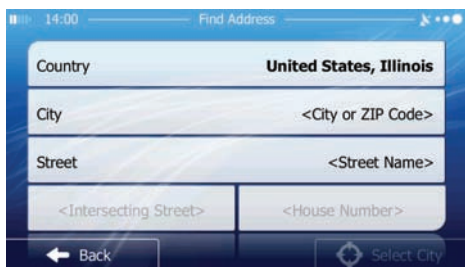 14:00 Find Address
Country United States, Illinois
City <City or ZIP Code>
Street <Street Name>
<Intersecting Street> <House Number>
Back Select City